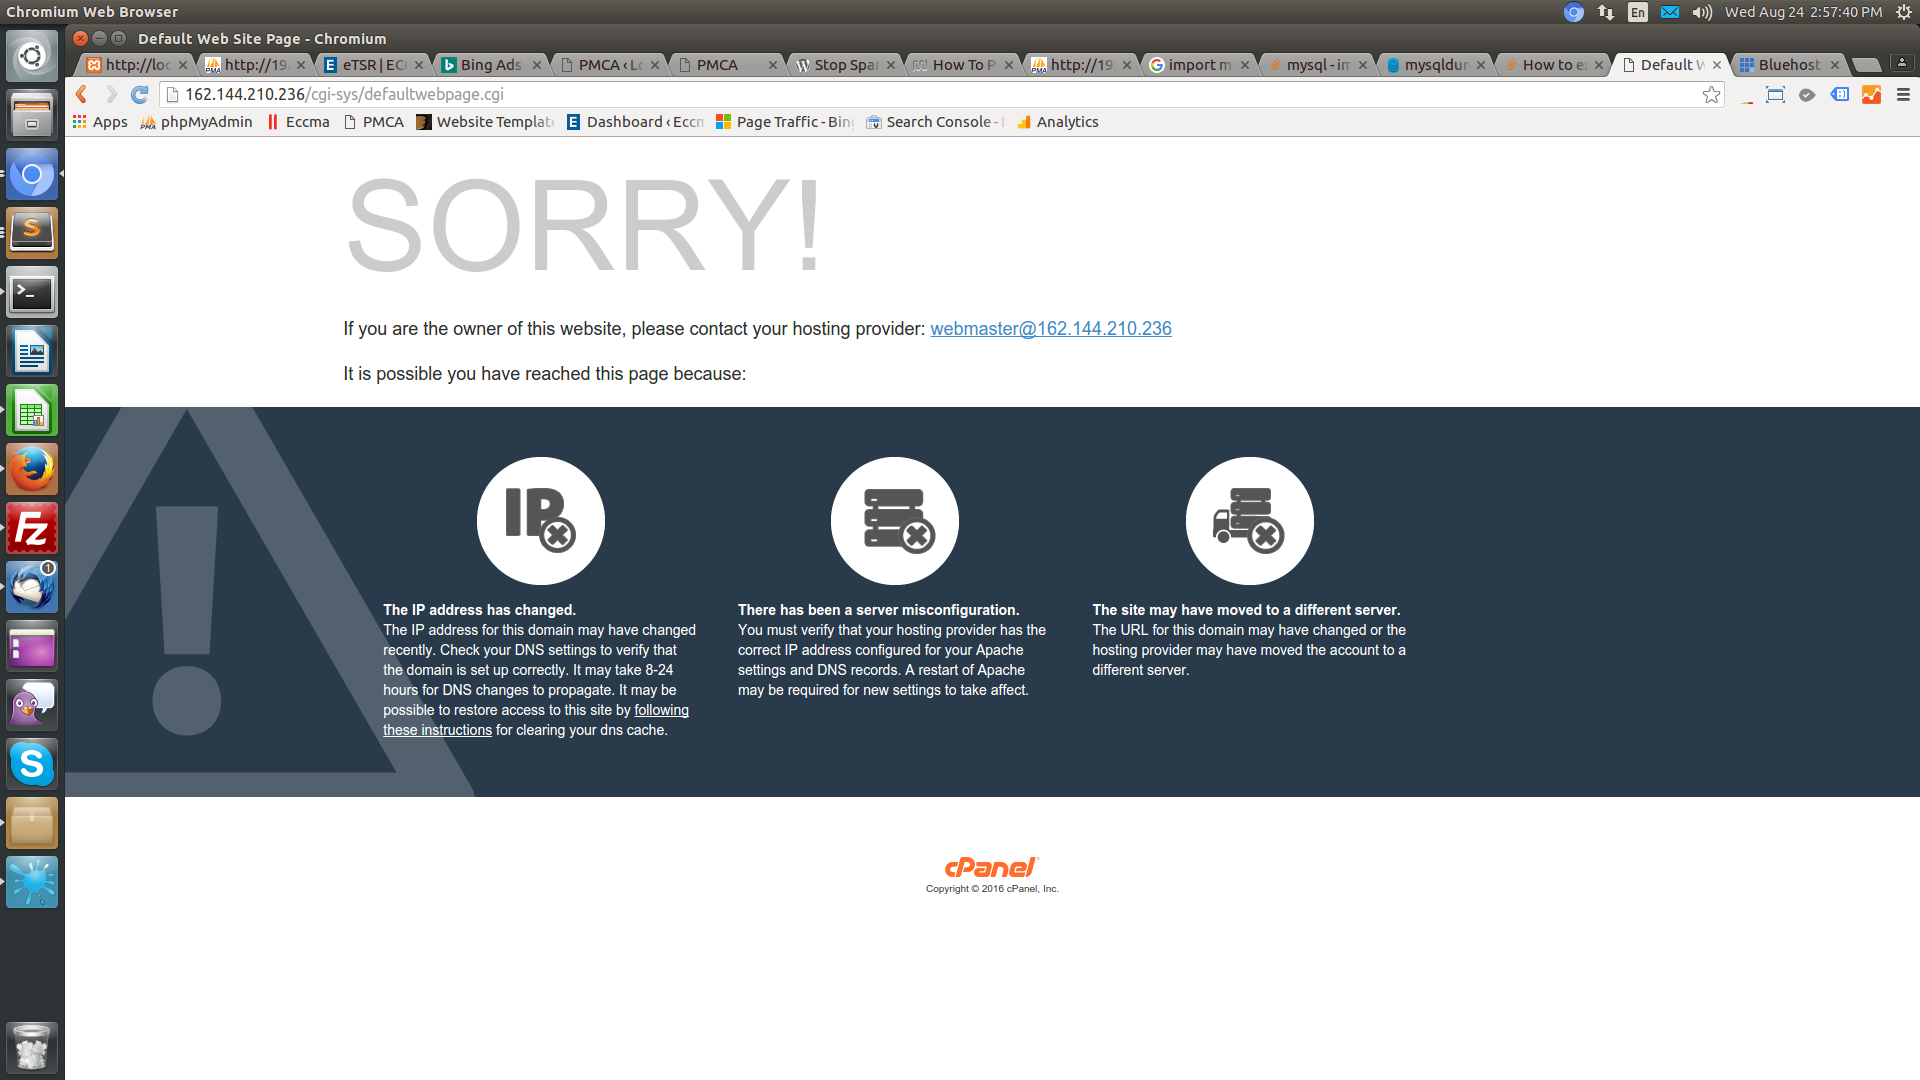 Chromium Web Browser
En
Wed Aug 24 2:57:40 PM
Default Web Site Page - Chromium
http://loc
http://19
eTSR | EC
Bing Ads
PMCA ‹ Lo
PMCA
Stop Spa
How To P
http://19
import m
mysql - im
mysqldum
How to e
Default W
Bluehost
162.144.210.236/cgi-sys/defaultwebpage.cgi
Apps
phpMyAdmin
Eccma
PMCA
Website Templat
Dashboard ‹ Eccm
Page Traffic - Bing
Search Console -
Analytics
SORRY!
If you are the owner of this website, please contact your hosting provider: webmaster@162.144.210.236
It is possible you have reached this page because:
IP
The IP address has changed.
The IP address for this domain may have changed
recently. Check your DNS settings to verify that
the domain is set up correctly. It may take 8-24
hours for DNS changes to propagate. It may be
possible to restore access to this site by following
these instructions for clearing your dns cache.
There has been a server misconfiguration.
You must verify that your hosting provider has the
correct IP address configured for your Apache
settings and DNS records. A restart of Apache
may be required for new settings to take affect.
The site may have moved to a different server.
The URL for this domain may have changed or the
hosting provider may have moved the account to a
different server.
cPanel
Copyright © 2016 cPanel, Inc.